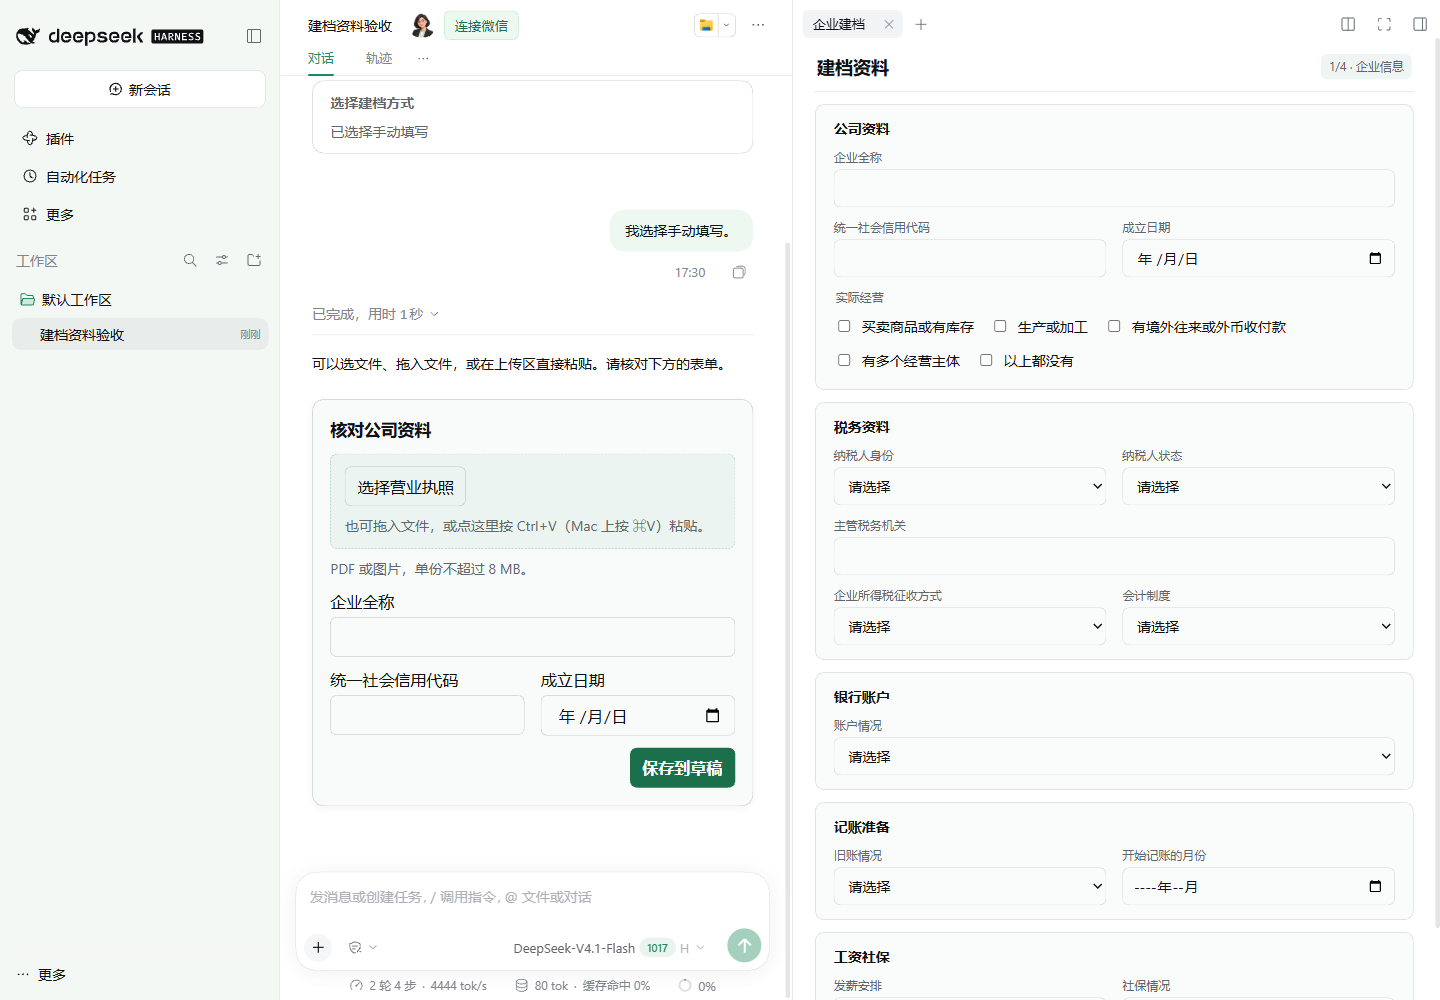 deepseek HARNESS
新会话
插件
自动化任务
更多
工作区
默认工作区
建档资料验收 刚刚
更多
建档资料验收 连接微信
对话 轨迹
选择建档方式
已选择手动填写
我选择手动填写。
17:30
已完成，用时 1 秒
可以选文件、拖入文件，或在上传区直接粘贴。请核对下方的表单。
核对公司资料
选择营业执照
也可拖入文件，或点这里按 Ctrl+V（Mac 上按 ⌘V）粘贴。
PDF 或图片，单份不超过 8 MB。
企业全称
统一社会信用代码 成立日期
年 /月/日
保存到草稿
发消息或创建任务, / 调用指令, @ 文件或对话
DeepSeek-V4.1-Flash 1017 H
2 轮 4 步 · 4444 tok/s 80 tok · 缓存命中 0% 0%
企业建档
建档资料 1/4 · 企业信息
公司资料
企业全称
统一社会信用代码 成立日期
年 /月/日
实际经营
买卖商品或有库存 生产或加工 有境外往来或外币收付款
有多个经营主体 以上都没有
税务资料
纳税人身份 纳税人状态
请选择 请选择
主管税务机关
企业所得税征收方式 会计制度
请选择 请选择
银行账户
账户情况
请选择
记账准备
旧账情况 开始记账的月份
请选择 ----年--月
工资社保
发薪安排 社保情况